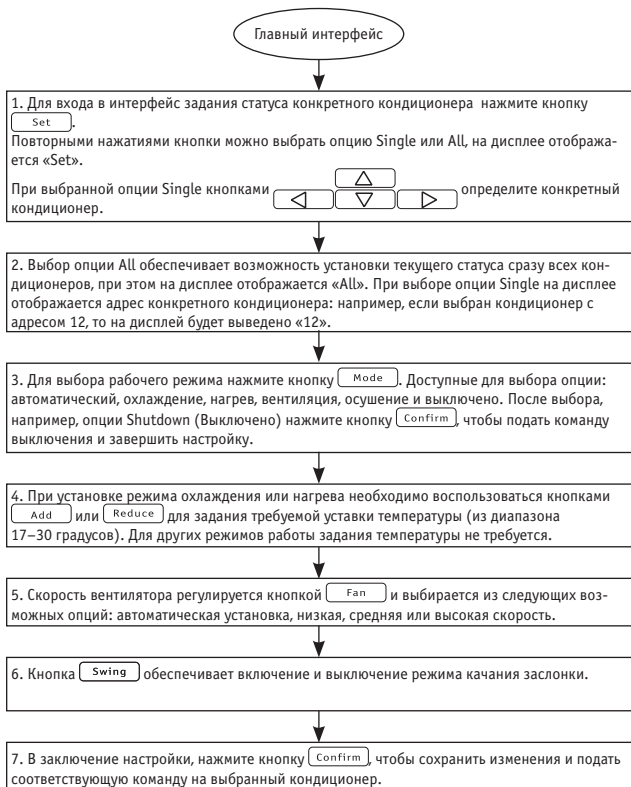 Главный интерфейс
1. Для входа в интерфейс задания статуса конкретного кондиционера нажмите кнопку
Set .
Повторными нажатиями кнопки можно выбрать опцию Single или All, на дисплее отобража-
ется «Set».
При выбранной опции Single кнопками определите конкретный
кондиционер.
2. Выбор опции All обеспечивает возможность установки текущего статуса сразу всех кон-
диционеров, при этом на дисплее отображается «All». При выборе опции Single на дисплее
отображается адрес конкретного кондиционера: например, если выбран кондиционер с
адресом 12, то на дисплей будет выведено «12».
3. Для выбора рабочего режима нажмите кнопку Mode . Доступные для выбора опции:
автоматический, охлаждение, нагрев, вентиляция, осушение и выключено. После выбора,
например, опции Shutdown (Выключено) нажмите кнопку Confirm, чтобы подать команду
выключения и завершить настройку.
4. При установке режима охлаждения или нагрева необходимо воспользоваться кнопками
Add или Reduce для задания требуемой уставки температуры (из диапазона
17–30 градусов). Для других режимов работы задания температуры не требуется.
5. Скорость вентилятора регулируется кнопкой Fan и выбирается из следующих воз-
можных опций: автоматическая установка, низкая, средняя или высокая скорость.
6. Кнопка Swing обеспечивает включение и выключение режима качания заслонки.
7. В заключение настройки, нажмите кнопку Confirm, чтобы сохранить изменения и подать
соответствующую команду на выбранный кондиционер.